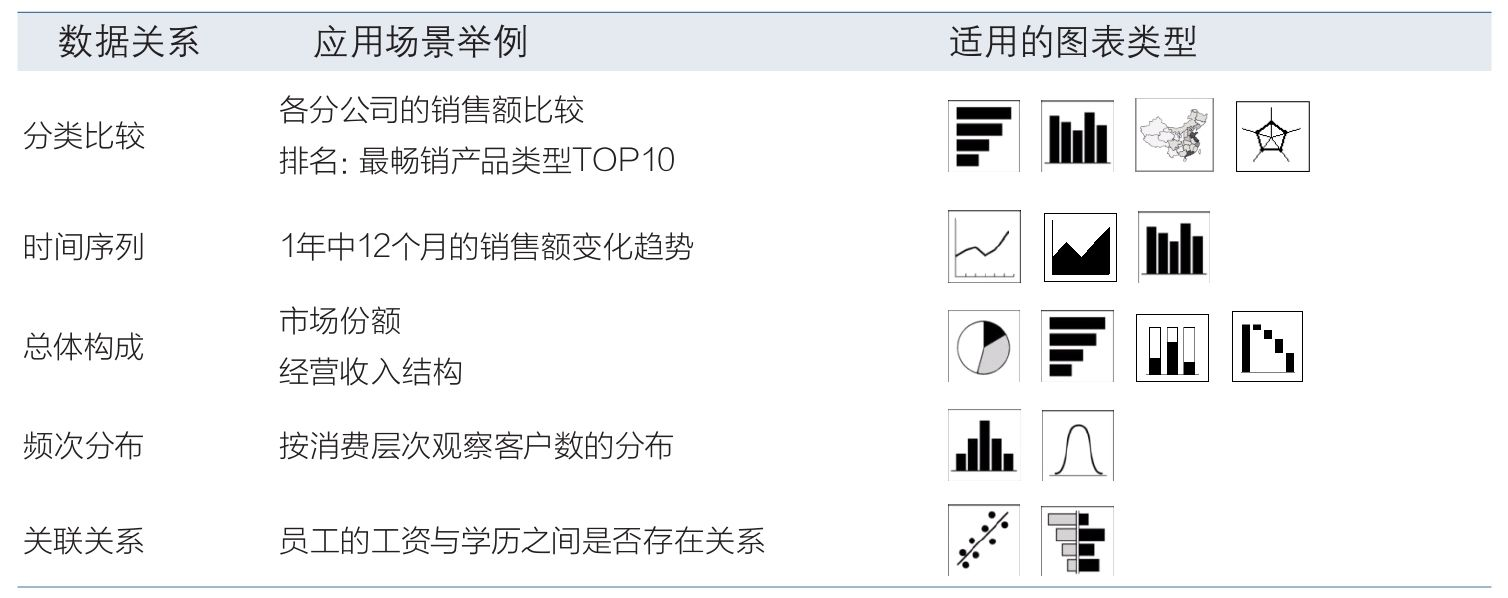 数据关系 应用场景举例 适用的图表类型
分类比较
各分公司的销售额比较
排名：最畅销产品类型TOP10
时间序列 1年中12个月的销售额变化趋势
总体构成
市场份额
经营收入结构
频次分布 按消费层次观察客户数的分布
关联关系 员工的工资与学历之间是否存在关系